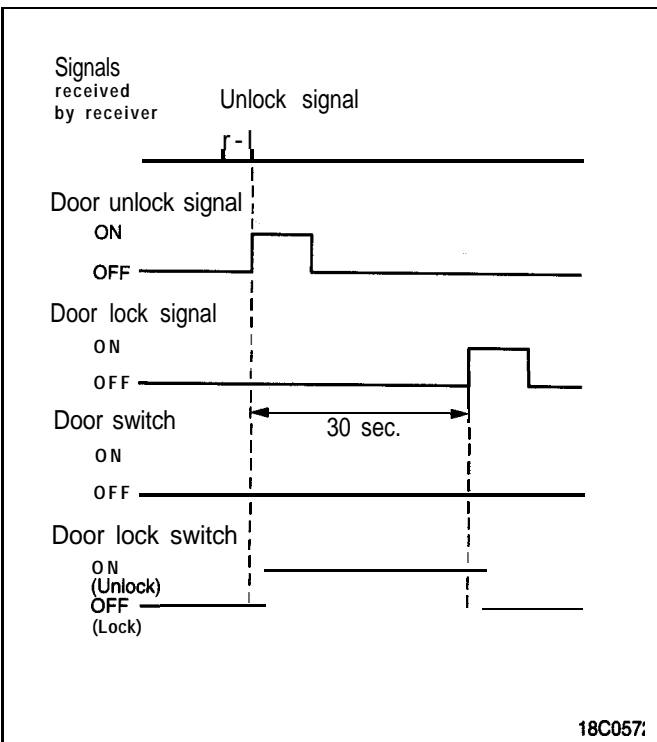 Signals
received
by receiver
Unlock signal
Door unlock signal
ON
OFF
Door lock signal
ON
OFF
Door switch
30 sec.
ON
OFF
Door lock switch
ON
(Unlock)
OFF
(Lock)